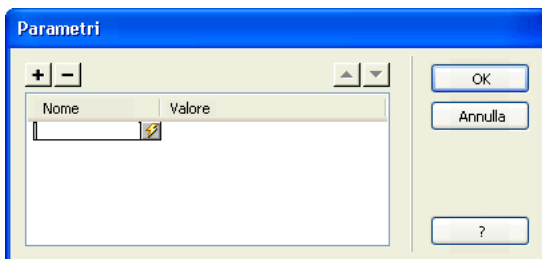 Parametri
+ −
OK
Nome Valore
Annulla
?